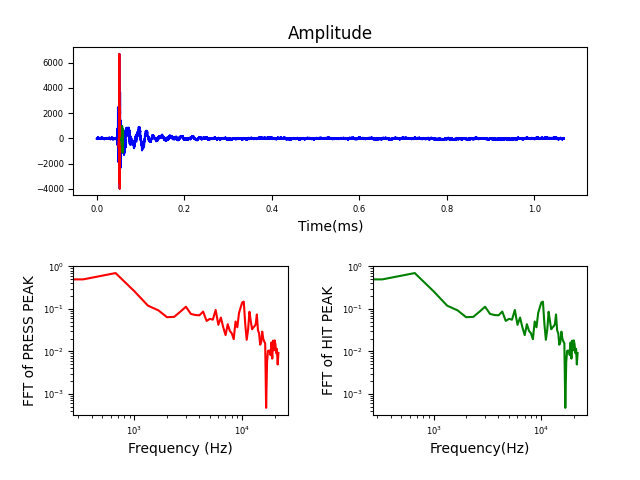 Amplitude
6000
4000
2000
0
−2000
−4000
0.0 0.2 0.4 0.6 0.8 1.0
Time(ms)
FFT of PRESS PEAK
10⁰
10⁻¹
10⁻²
10⁻³
10³ 10⁴
Frequency (Hz)
FFT of HIT PEAK
10⁰
10⁻¹
10⁻²
10⁻³
10³ 10⁴
Frequency(Hz)